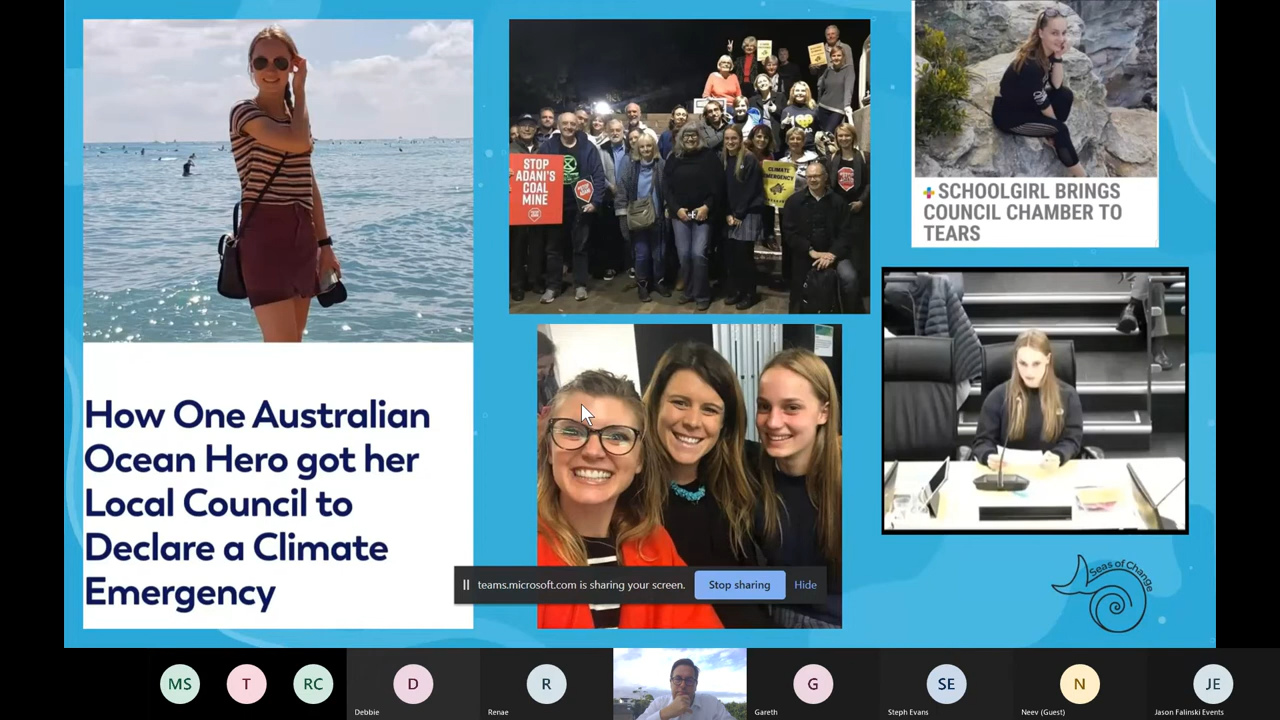 How One Australian
Ocean Hero got her
Local Council to
Declare a Climate
Emergency
STOP
ADANI'S
COAL
MINE
CLIMATE
EMERGENCY
SCHOOLGIRL BRINGS
COUNCIL CHAMBER TO
TEARS
teams.microsoft.com is sharing your screen.
Stop sharing
Hide
Seas of Change
MS
T
RC
D
Debbie
R
Renae
G
Gareth
SE
Steph Evans
N
Neev (Guest)
JE
Jason Falinski Events